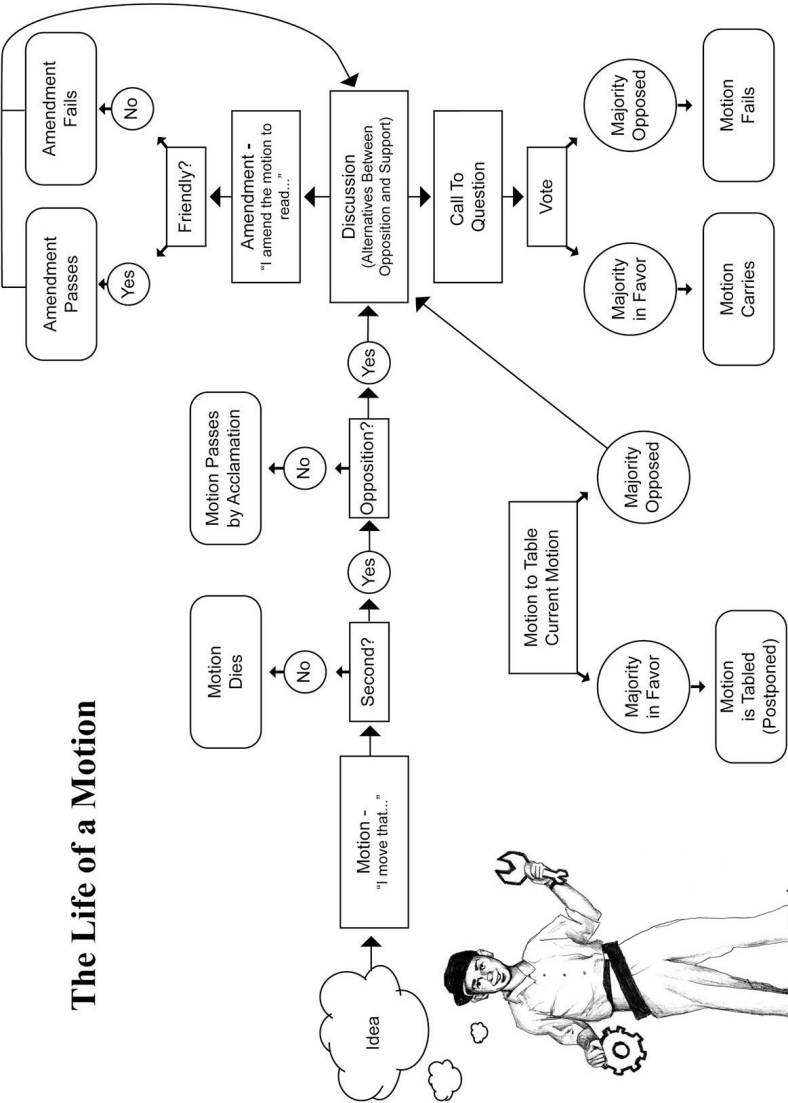 The Life of a Motion
Idea
Motion -
"I move that..."
Second?
No
Motion
Dies
Yes
Opposition?
No
Motion Passes
by Acclamation
Yes
Discussion
(Alternatives Between
Opposition and Support)
Amendment -
"I amend the motion to
read..."
Friendly?
Yes
Amendment
Passes
No
Amendment
Fails
Call To
Question
Vote
Majority
in Favor
Motion
Carries
Majority
Opposed
Motion
Fails
Motion to Table
Current Motion
Majority
in Favor
Motion
is Tabled
(Postponed)
Majority
Opposed